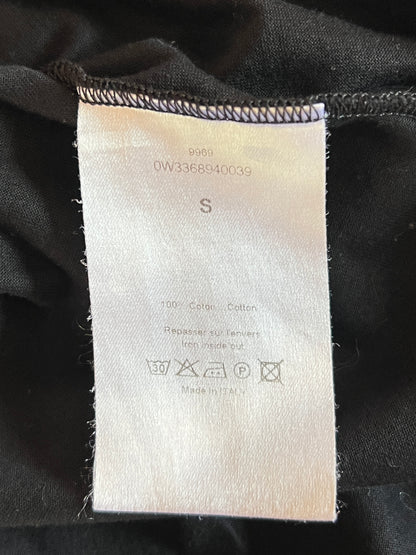 9969
0W3368940039
S
100% Coton - Cotton
Repasser sur l'envers
Iron inside out
30 P
Made in ITALY